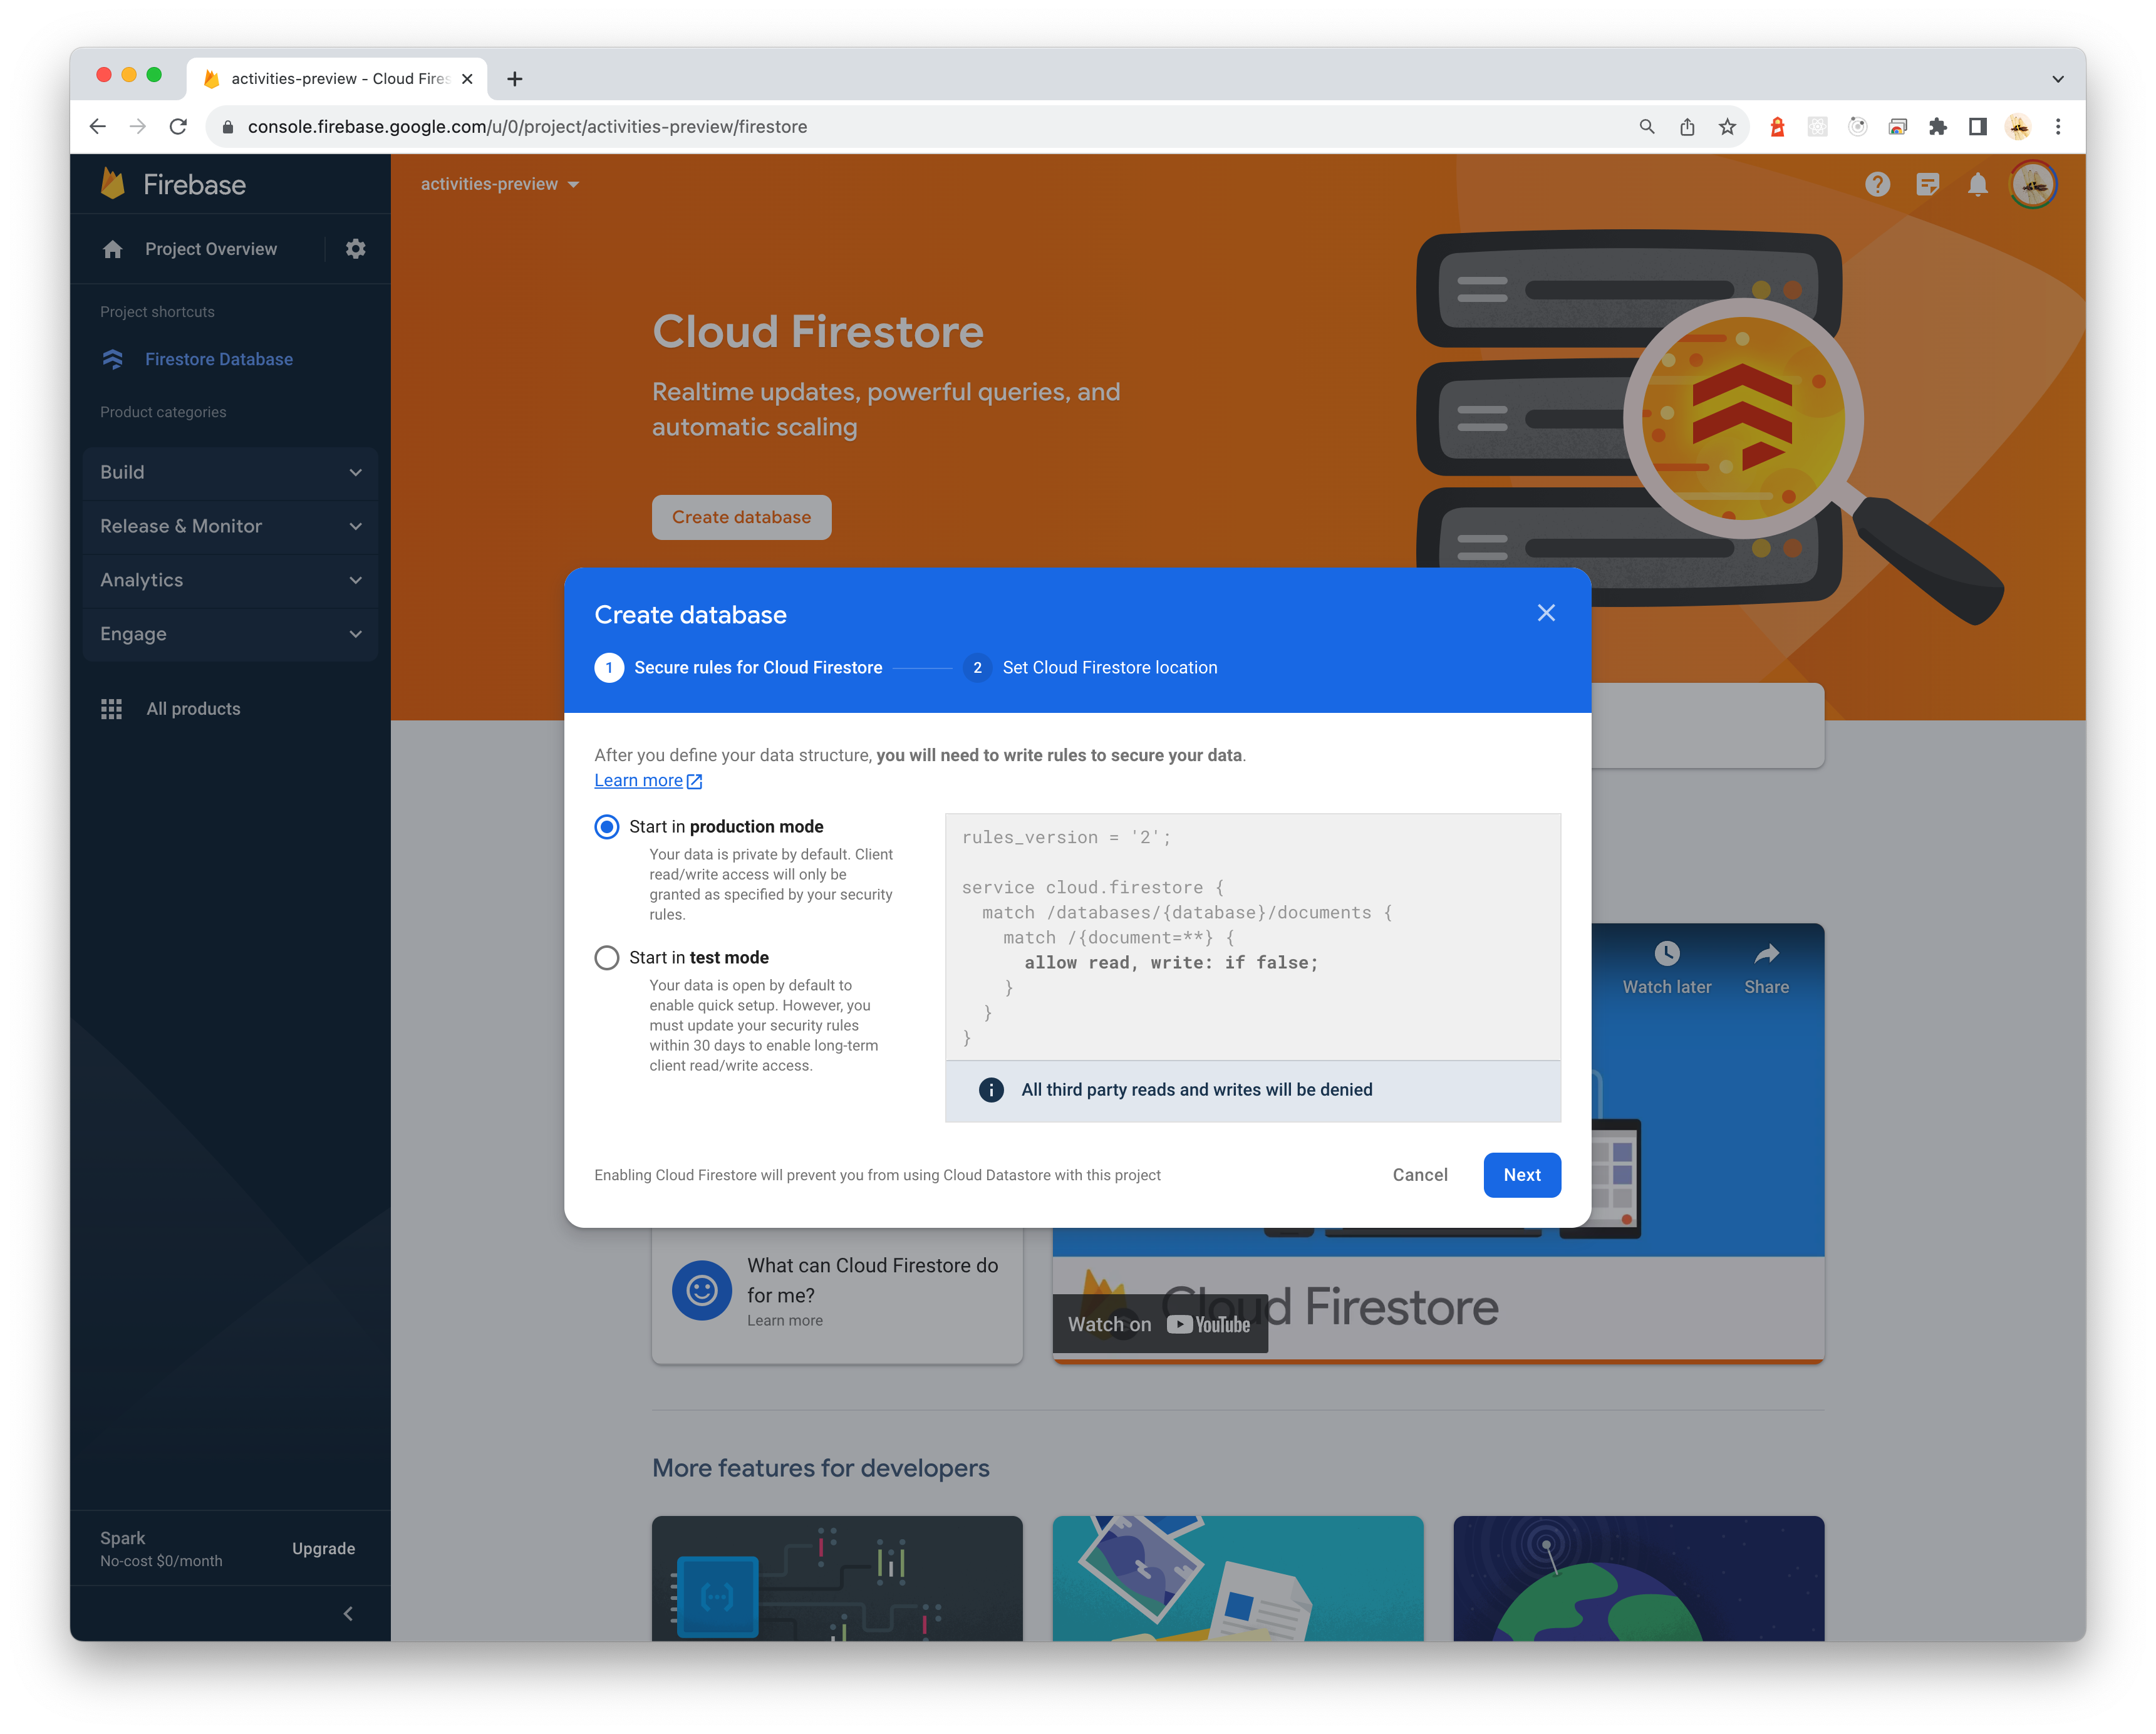 activities-preview - Cloud Fires
console.firebase.google.com/u/0/project/activities-preview/firestore
Firebase
activities-preview
Project Overview
Project shortcuts
Firestore Database
Product categories
Build
Release & Monitor
Analytics
Engage
All products
Spark
No-cost $0/month
Upgrade
Cloud Firestore
Realtime updates, powerful queries, and
automatic scaling
Create database
Create database
1 Secure rules for Cloud Firestore
2 Set Cloud Firestore location
After you define your data structure, you will need to write rules to secure your data.
Learn more
Start in production mode
Your data is private by default. Client
read/write access will only be
granted as specified by your security
rules.
Start in test mode
Your data is open by default to
enable quick setup. However, you
must update your security rules
within 30 days to enable long-term
client read/write access.
rules_version = '2';
service cloud.firestore {
match /databases/{database}/documents {
match /{document=**} {
allow read, write: if false;
}
}
}
All third party reads and writes will be denied
Enabling Cloud Firestore will prevent you from using Cloud Datastore with this project
Cancel
Next
Watch later
Share
What can Cloud Firestore do
for me?
Learn more
Cloud Firestore
Watch on YouTube
More features for developers